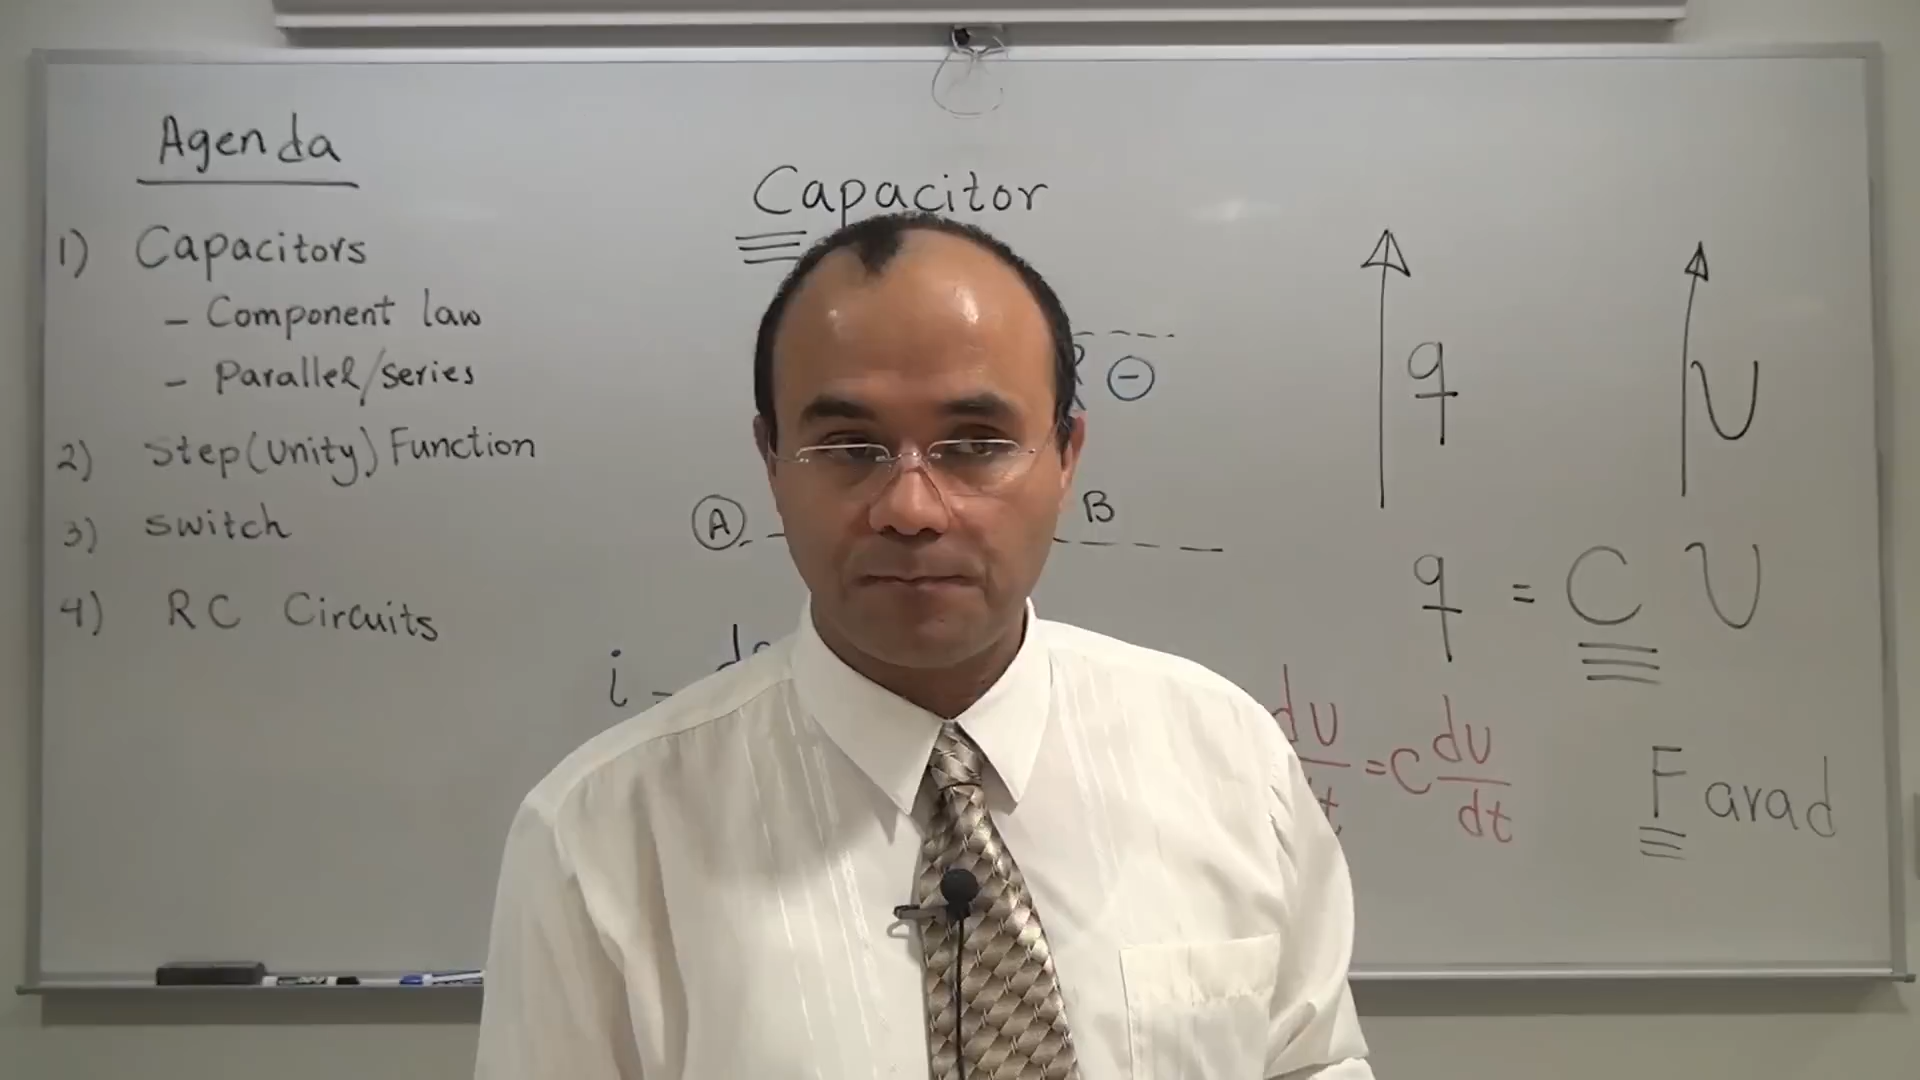 Agenda
1) Capacitors
- Component law
- Parallel/series
2) Step(Unity) Function
3) Switch
4) RC Circuits
Capacitor
R ⊖
A
B
i =
q
υ
q = C υ
dυ = C dυ
t dt
Farad